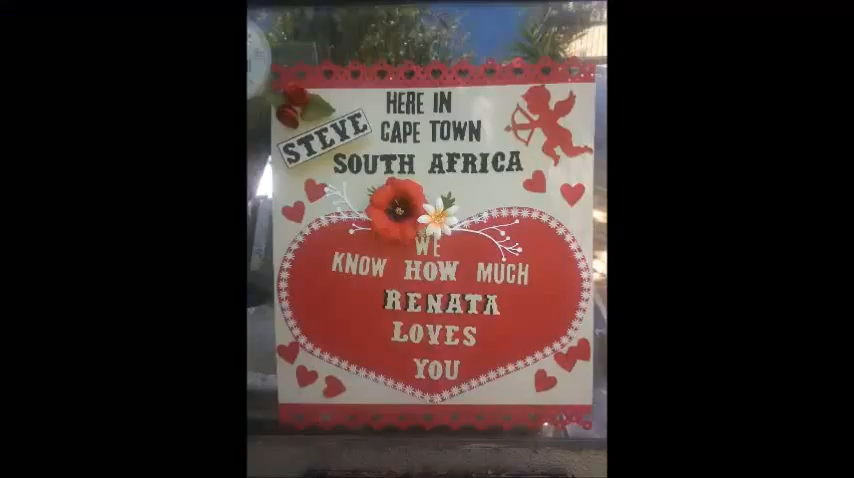 HERE IN
STEVE CAPE TOWN
SOUTH AFRICA
WE
KNOW HOW MUCH
RENATA
LOVES
YOU